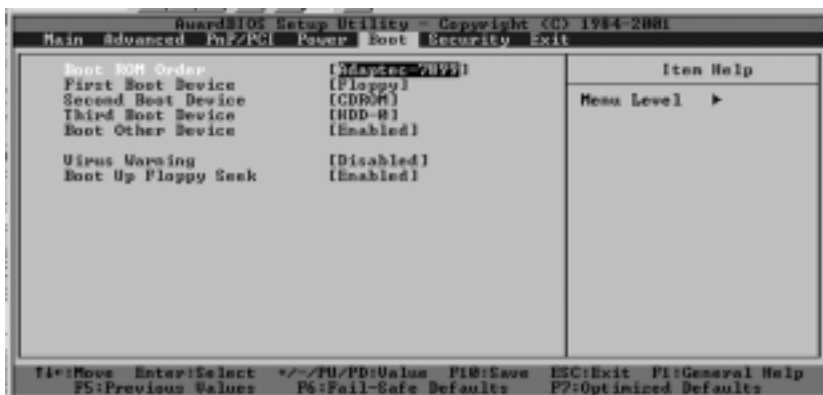 AwardBIOS Setup Utility - Copyright (C) 1984-2001
Main Advanced PnP/PCI Power Boot Security Exit
Boot ROM Order [Adaptec-7899]
First Boot Device [Floppy]
Second Boot Device [CDROM]
Third Boot Device [HDD-0]
Boot Other Device [Enabled]
Virus Warning [Disabled]
Boot Up Floppy Seek [Enabled]
Item Help
Menu Level ►
↑↓←:Move Enter:Select +/-/PU/PD:Value F10:Save ESC:Exit F1:General Help
F5:Previous Values F6:Fail-Safe Defaults F7:Optimized Defaults